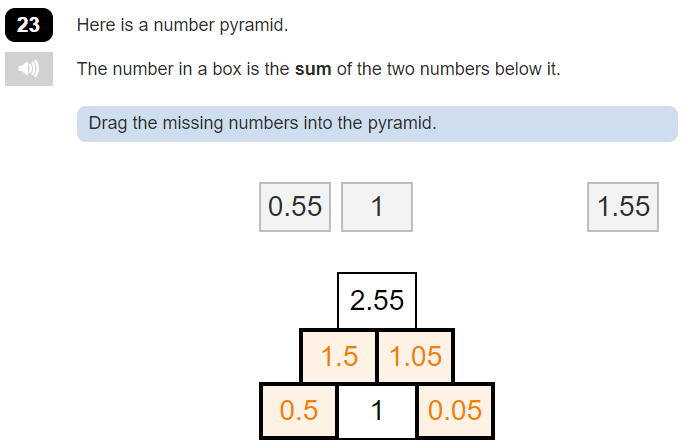 23 Here is a number pyramid.
The number in a box is the sum of the two numbers below it.
Drag the missing numbers into the pyramid.
0.55 1 1.55
2.55
1.5 1.05
0.5 1 0.05